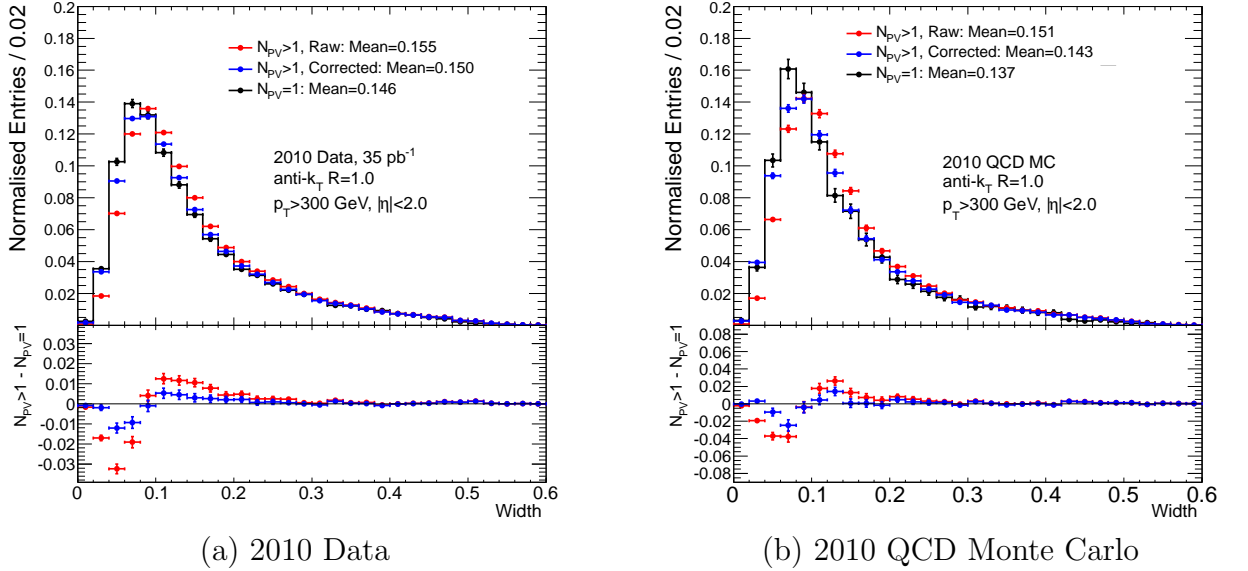 Normalised Entries / 0.02
0.2
0.18
0.16
0.14
0.12
0.1
0.08
0.06
0.04
0.02
N_PV>1, Raw: Mean=0.155
N_PV>1, Corrected: Mean=0.150
N_PV=1: Mean=0.146
2010 Data, 35 pb⁻¹
anti-k_T R=1.0
p_T>300 GeV, |η|<2.0
N_PV>1 - N_PV=1
0.03
0.02
0.01
0
-0.01
-0.02
-0.03
0 0.1 0.2 0.3 0.4 0.5 0.6
Width
(a) 2010 Data
Normalised Entries / 0.02
0.2
0.18
0.16
0.14
0.12
0.1
0.08
0.06
0.04
0.02
N_PV>1, Raw: Mean=0.151
N_PV>1, Corrected: Mean=0.143
N_PV=1: Mean=0.137
2010 QCD MC
anti-k_T R=1.0
p_T>300 GeV, |η|<2.0
N_PV>1 - N_PV=1
0.08
0.06
0.04
0.02
0
-0.02
-0.04
-0.06
-0.08
0 0.1 0.2 0.3 0.4 0.5 0.6
Width
(b) 2010 QCD Monte Carlo